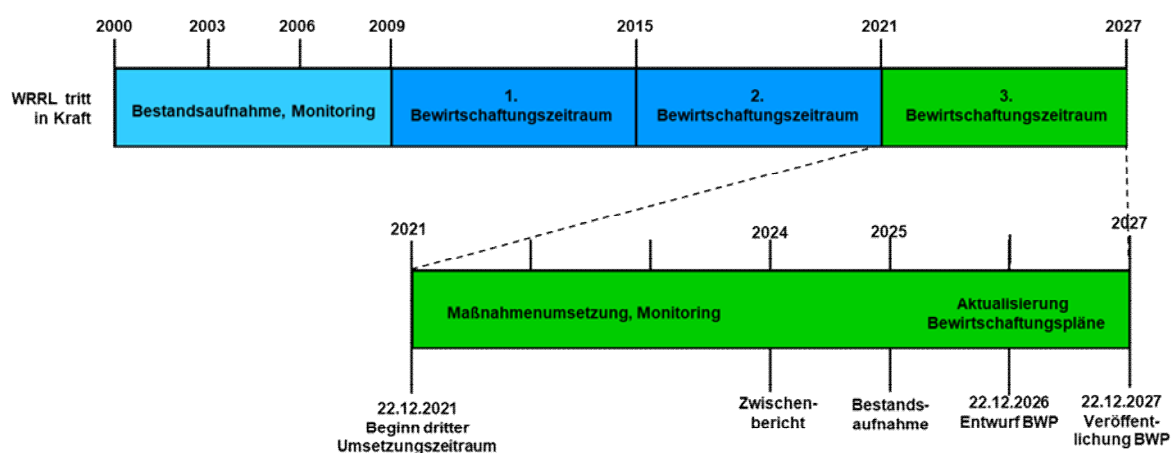 2000 2003 2006 2009 2015 2021 2027
WRRL tritt
in Kraft
Bestandsaufnahme, Monitoring
1.
Bewirtschaftungszeitraum
2.
Bewirtschaftungszeitraum
3.
Bewirtschaftungszeitraum
2021 2024 2025 2027
Maßnahmenumsetzung, Monitoring
Aktualisierung
Bewirtschaftungspläne
22.12.2021
Beginn dritter
Umsetzungszeitraum
Zwischen-
bericht
Bestands-
aufnahme
22.12.2026
Entwurf BWP
22.12.2027
Veröffent-
lichung BWP